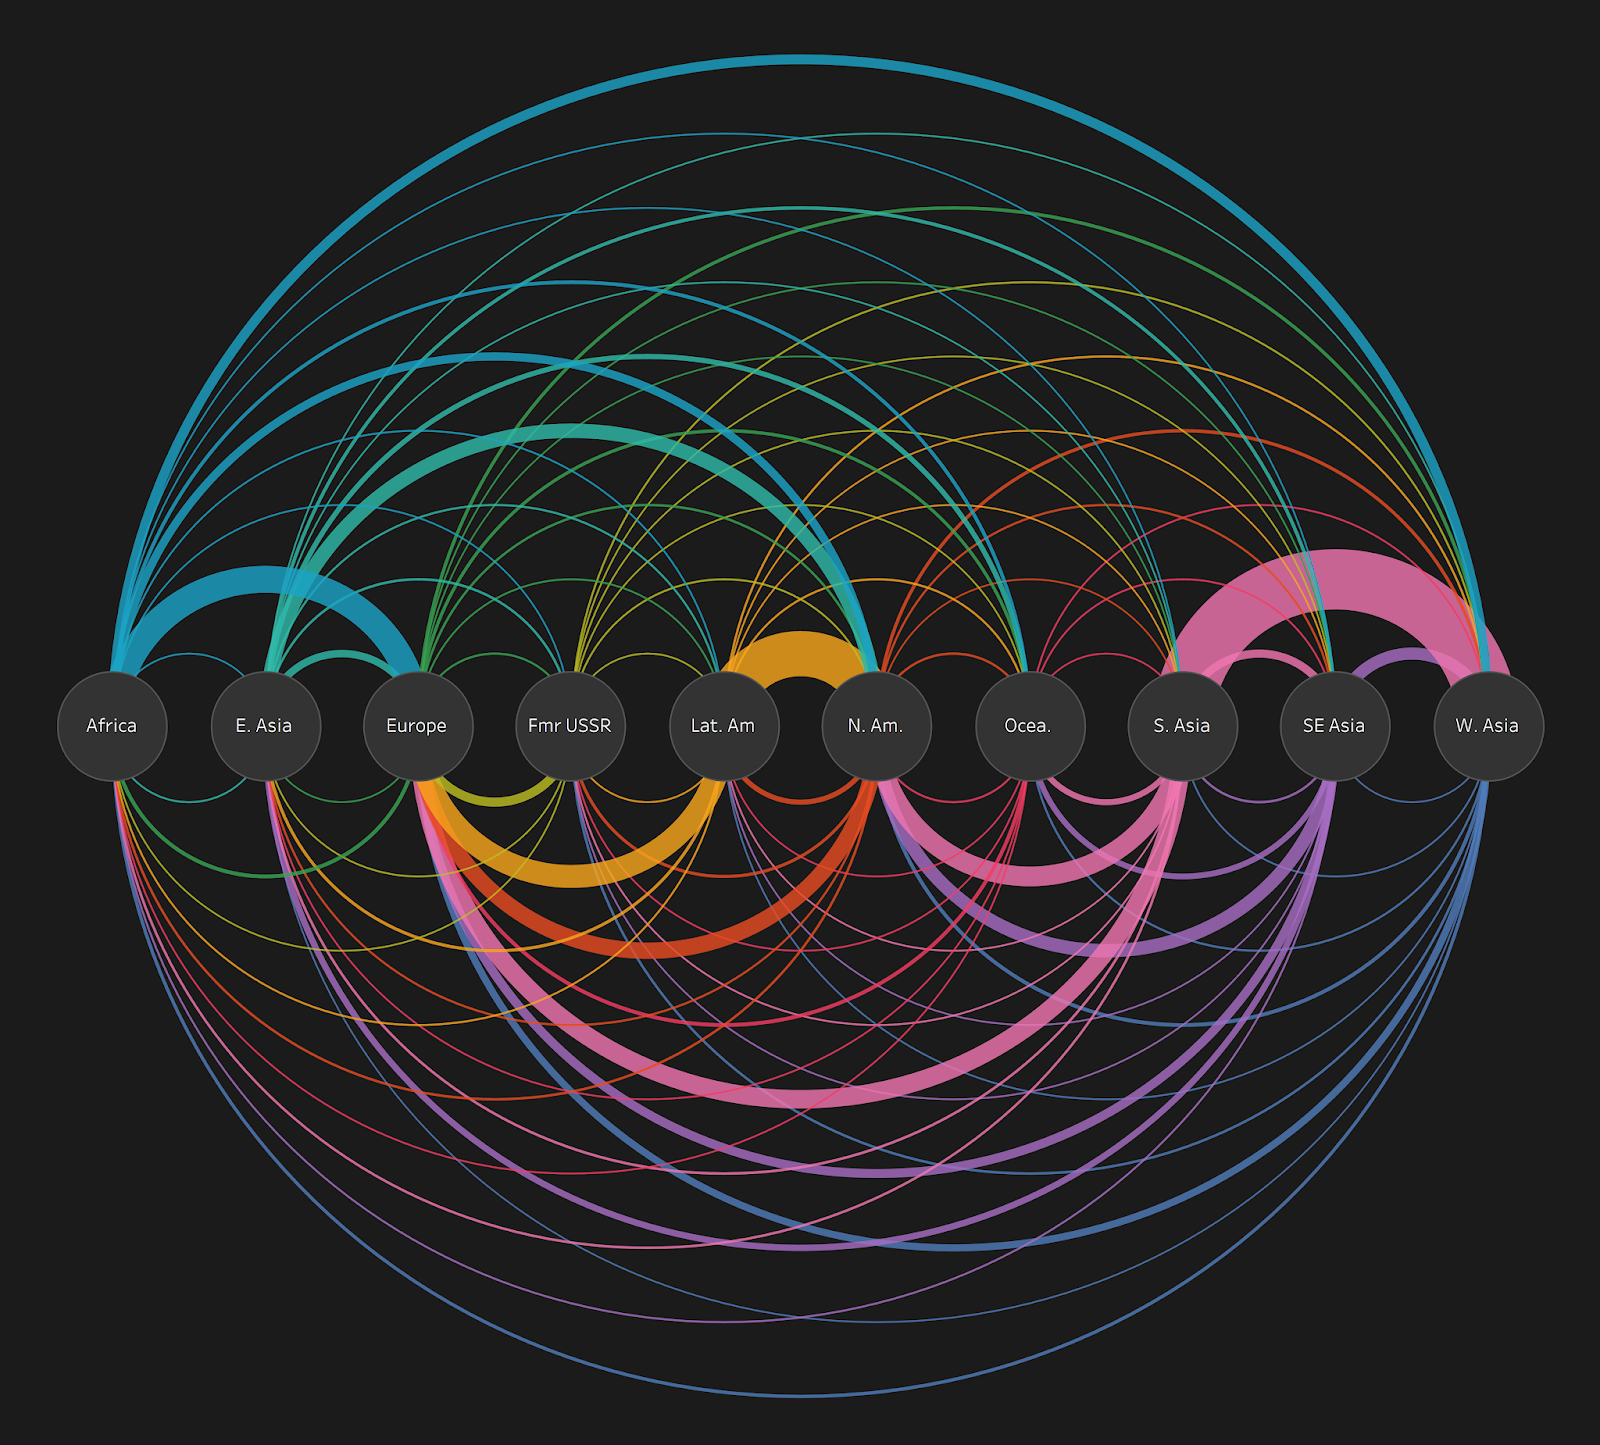 Africa
E. Asia
Europe
Fmr USSR
Lat. Am
N. Am.
Ocea.
S. Asia
SE Asia
W. Asia